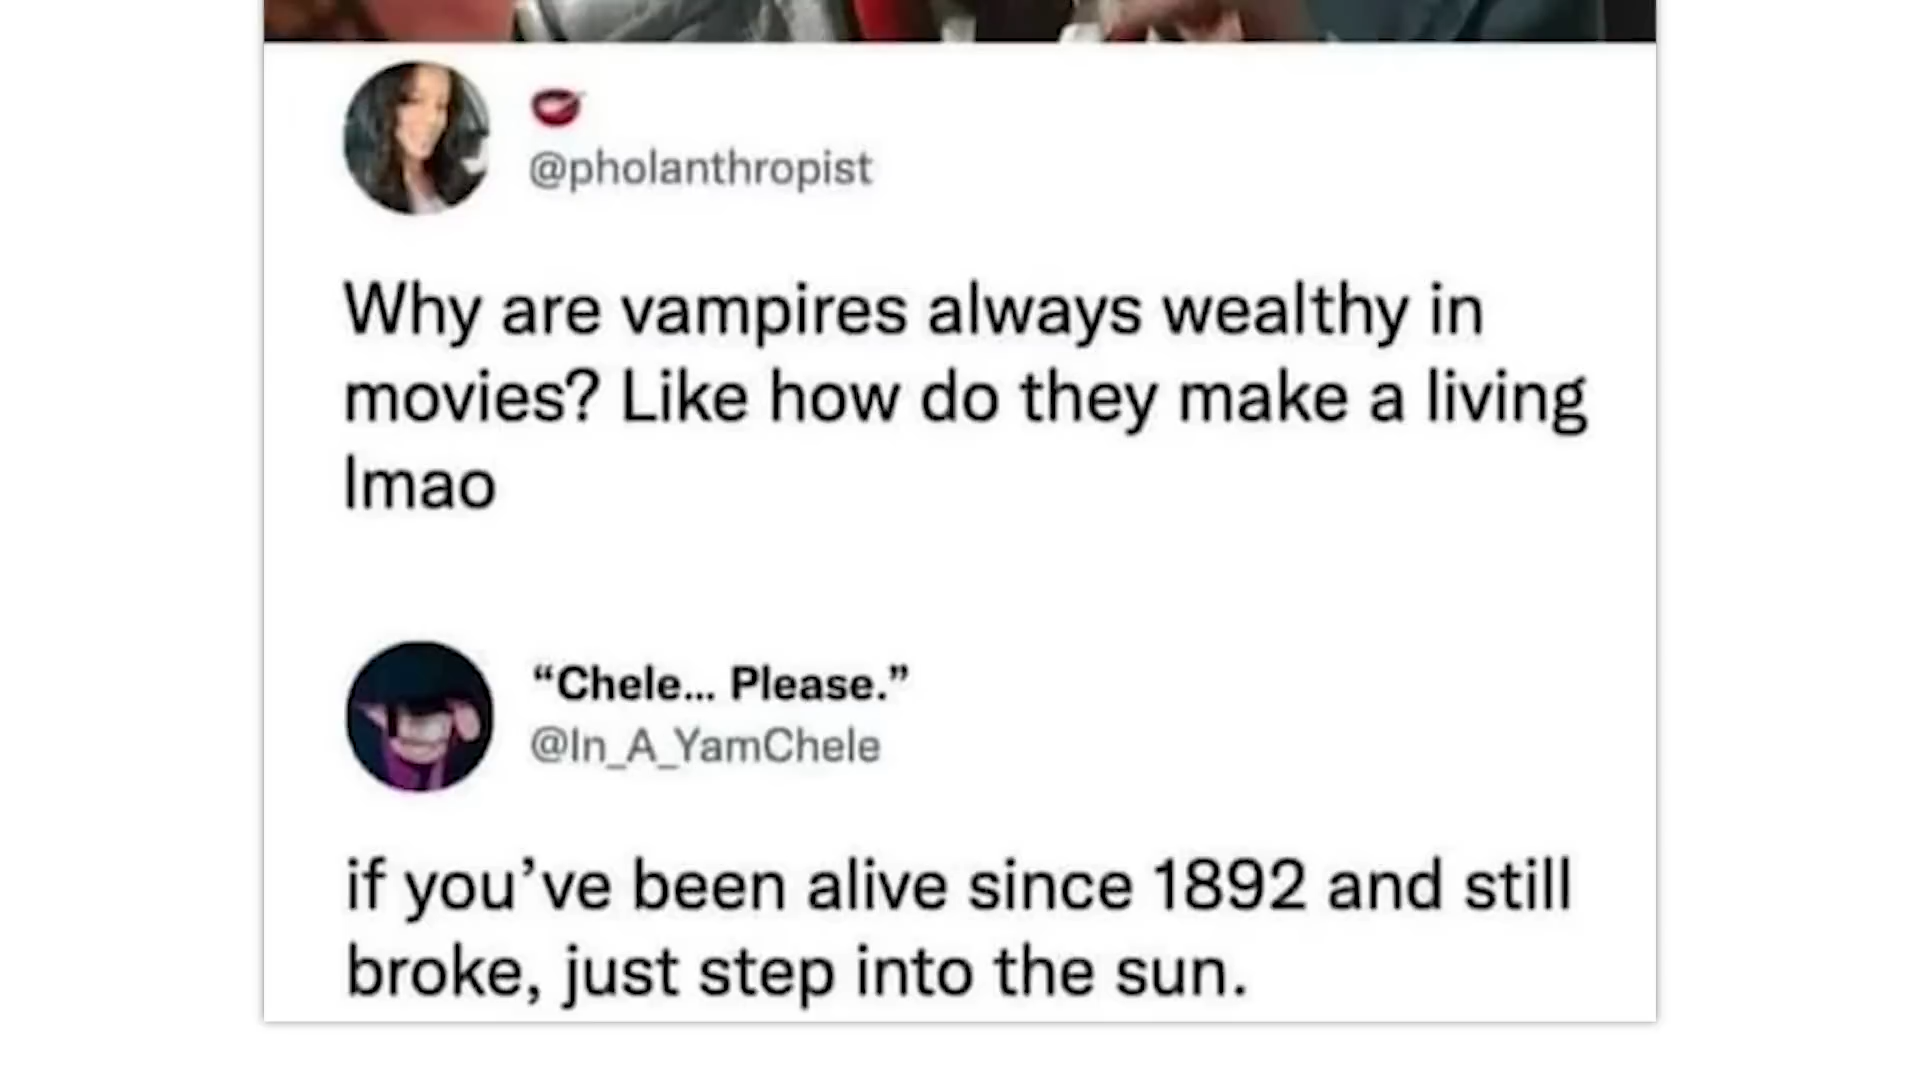 @pholanthropist
Why are vampires always wealthy in
movies? Like how do they make a living
lmao
“Chele... Please.”
@In_A_YamChele
if you’ve been alive since 1892 and still
broke, just step into the sun.